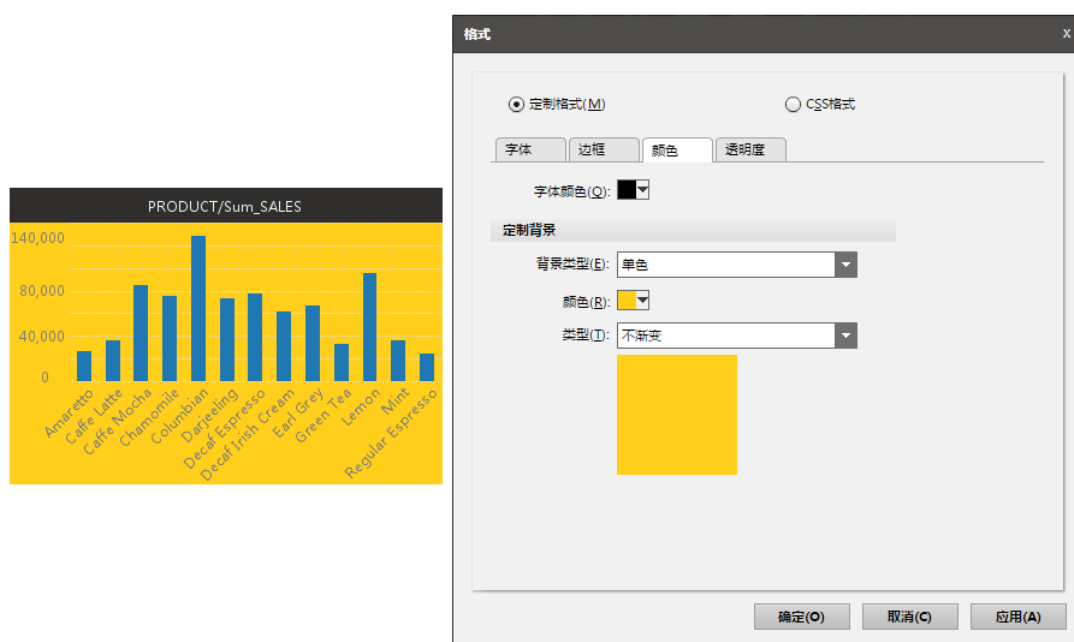 PRODUCT/Sum_SALES
140,000
80,000
40,000
0
Amaretto
Caffe Latte
Caffe Mocha
Chamomile
Columbian
Darjeeling
Decaf Espresso
Decaf Irish Cream
Earl Grey
Green Tea
Lemon
Mint
Regular Espresso
格式 x
定制格式(M) CSS格式
字体 边框 颜色 透明度
字体颜色(Q):
定制背景
背景类型(E): 单色
颜色(R):
类型(T): 不渐变
确定(O) 取消(C) 应用(A)